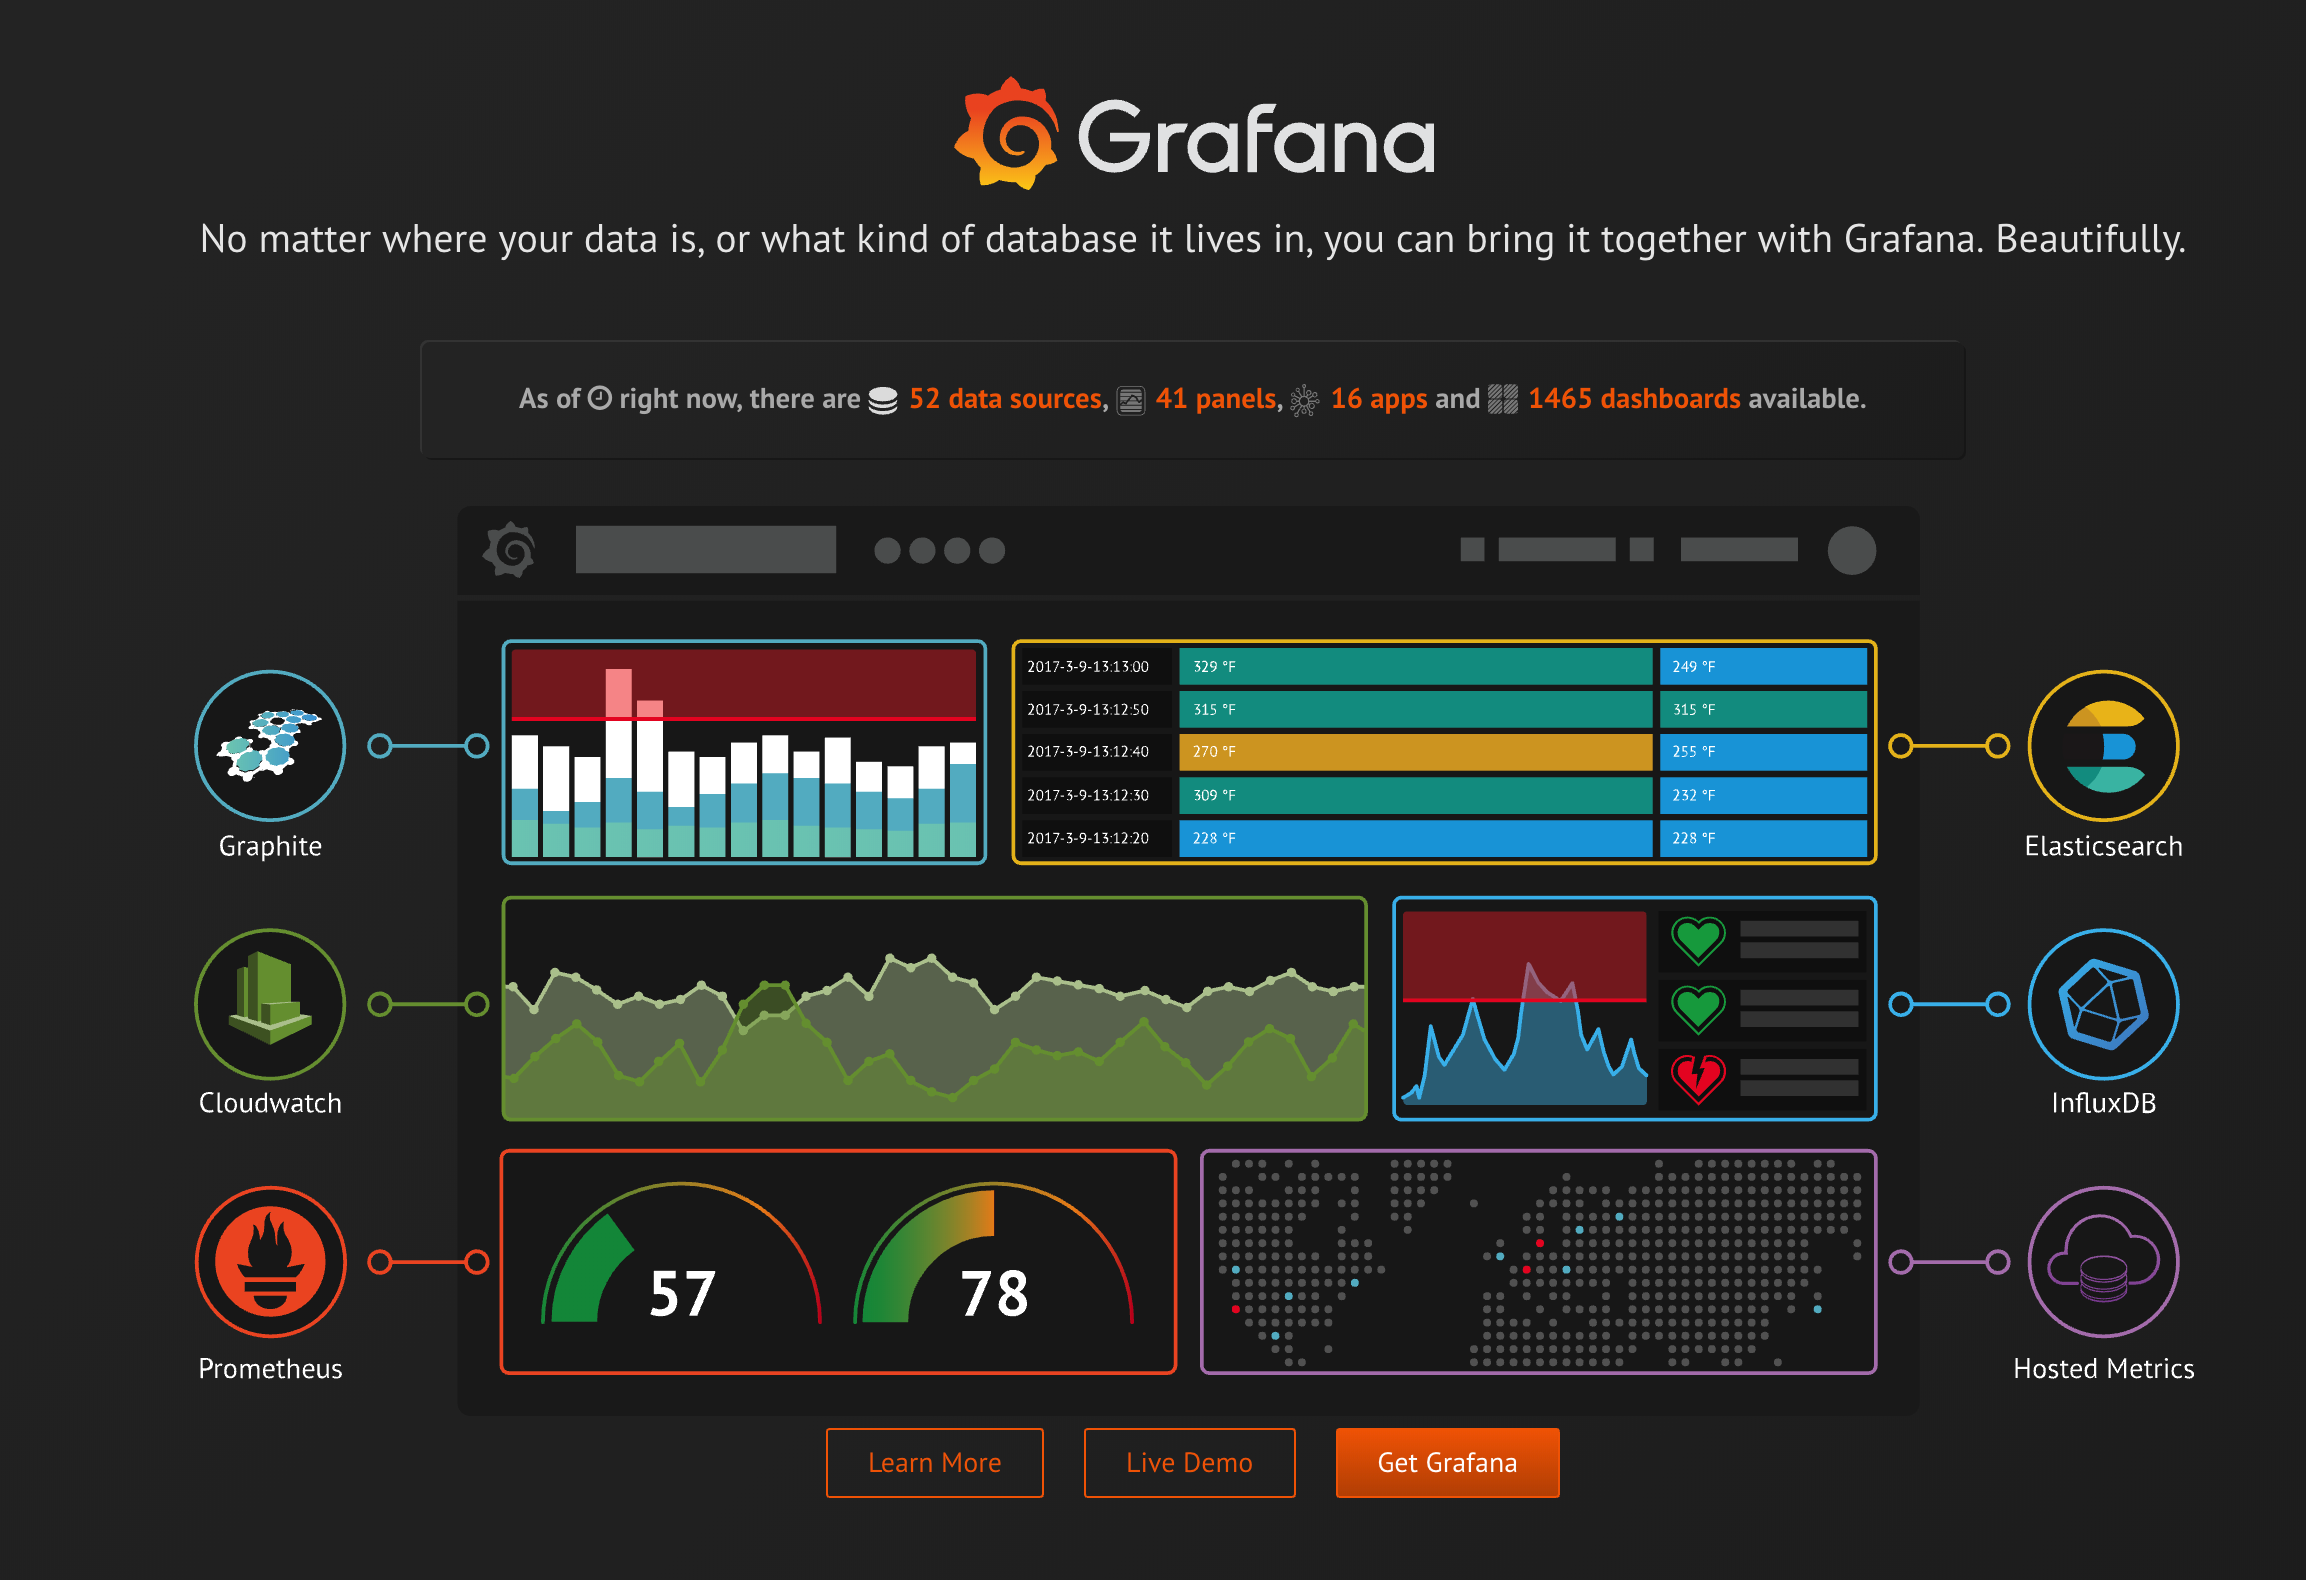 Grafana
No matter where your data is, or what kind of database it lives in, you can bring it together with Grafana. Beautifully.
As of right now, there are 52 data sources, 41 panels, 16 apps and 1465 dashboards available.
2017-3-9-13:13:00 329 °F 249 °F
2017-3-9-13:12:50 315 °F 315 °F
2017-3-9-13:12:40 270 °F 255 °F
2017-3-9-13:12:30 309 °F 232 °F
2017-3-9-13:12:20 228 °F 228 °F
Graphite
Elasticsearch
Cloudwatch
InfluxDB
57 78
Prometheus
Hosted Metrics
Learn More Live Demo Get Grafana